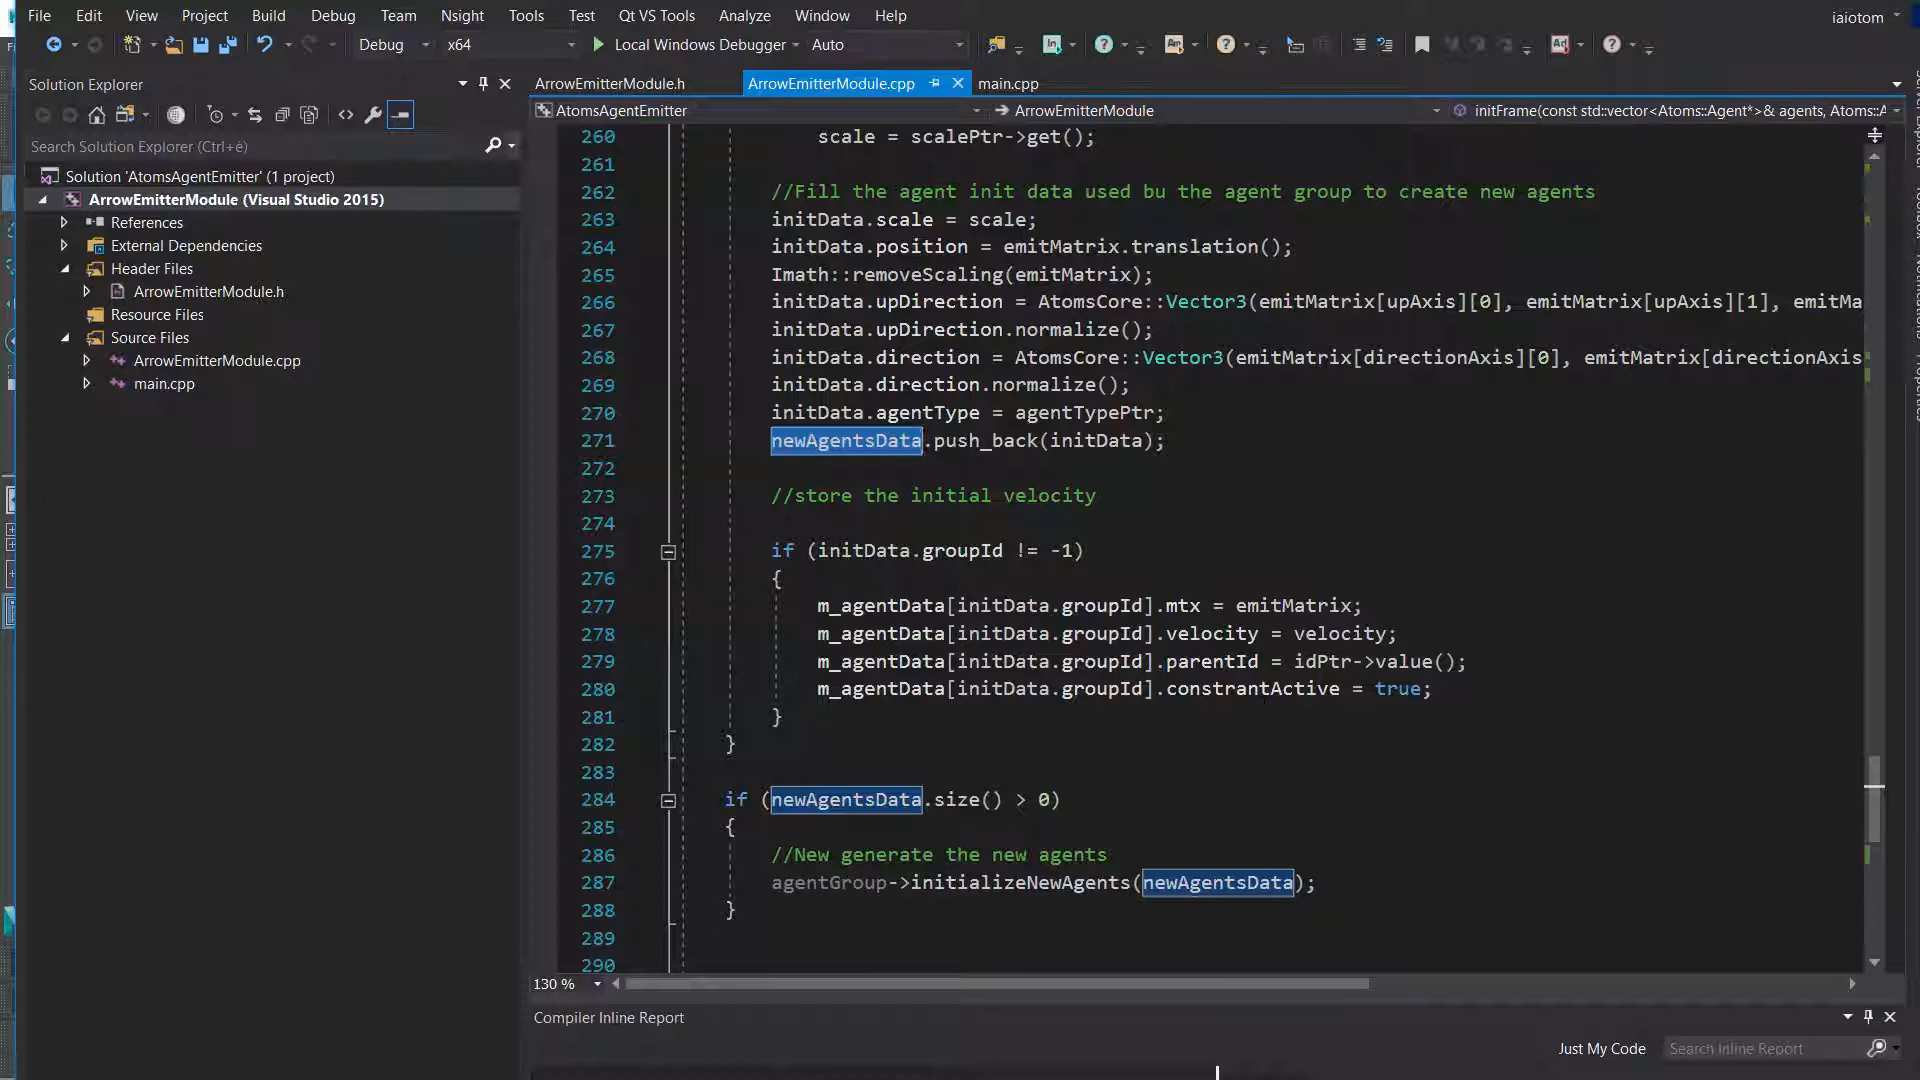 File Edit View Project Build Debug Team Nsight Tools Test Qt VS Tools Analyze Window Help
iaiotom
Debug x64 Local Windows Debugger Auto
Solution Explorer
Search Solution Explorer (Ctrl+è)
Solution 'AtomsAgentEmitter' (1 project)
ArrowEmitterModule (Visual Studio 2015)
References
External Dependencies
Header Files
ArrowEmitterModule.h
Resource Files
Source Files
ArrowEmitterModule.cpp
main.cpp
ArrowEmitterModule.h ArrowEmitterModule.cpp main.cpp
AtomsAgentEmitter ArrowEmitterModule initFrame(const std::vector<Atoms::Agent*>& agents, Atoms::A
260 scale = scalePtr->get();
261
262 //Fill the agent init data used bu the agent group to create new agents
263 initData.scale = scale;
264 initData.position = emitMatrix.translation();
265 Imath::removeScaling(emitMatrix);
266 initData.upDirection = AtomsCore::Vector3(emitMatrix[upAxis][0], emitMatrix[upAxis][1], emitMa
267 initData.upDirection.normalize();
268 initData.direction = AtomsCore::Vector3(emitMatrix[directionAxis][0], emitMatrix[directionAxis
269 initData.direction.normalize();
270 initData.agentType = agentTypePtr;
271 newAgentsData.push_back(initData);
272
273 //store the initial velocity
274
275 if (initData.groupId != -1)
276 {
277 m_agentData[initData.groupId].mtx = emitMatrix;
278 m_agentData[initData.groupId].velocity = velocity;
279 m_agentData[initData.groupId].parentId = idPtr->value();
280 m_agentData[initData.groupId].constrantActive = true;
281 }
282 }
283
284 if (newAgentsData.size() > 0)
285 {
286 //New generate the new agents
287 agentGroup->initializeNewAgents(newAgentsData);
288 }
289
290
130 %
Compiler Inline Report
Just My Code Search Inline Report